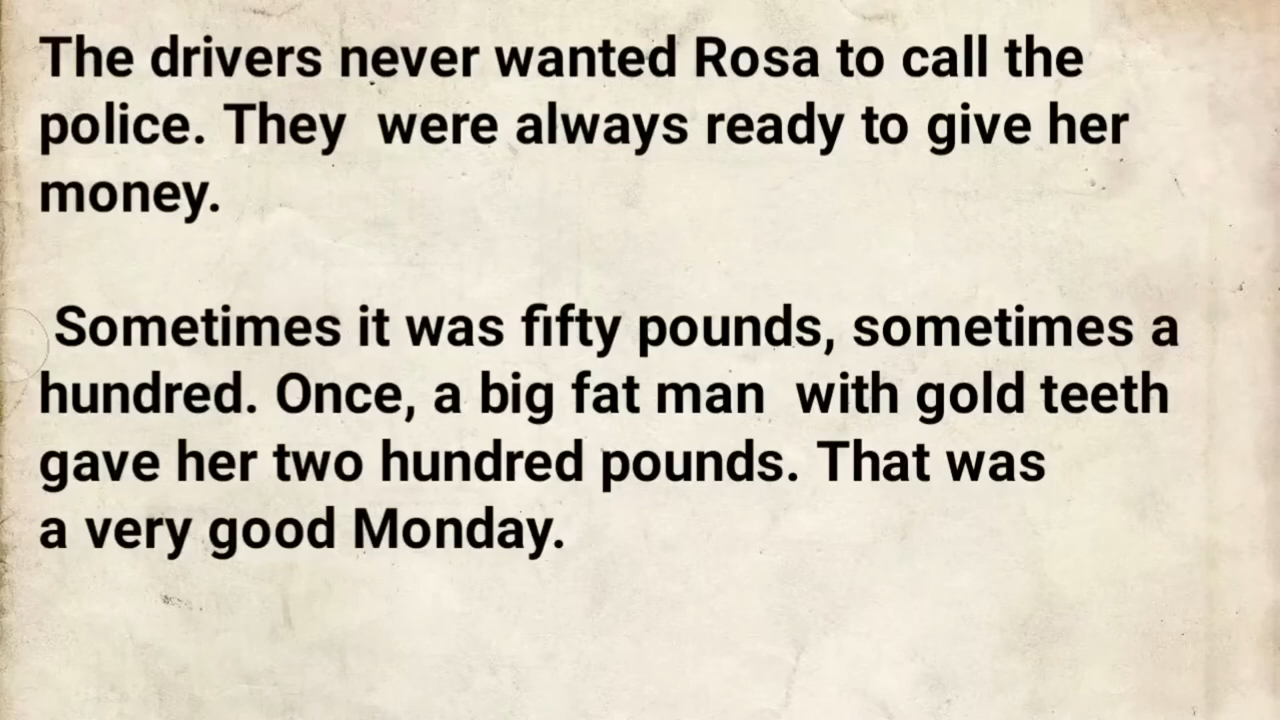 The drivers never wanted Rosa to call the
police. They  were always ready to give her
money.
Sometimes it was fifty pounds, sometimes a
hundred. Once, a big fat man  with gold teeth
gave her two hundred pounds. That was
a very good Monday.